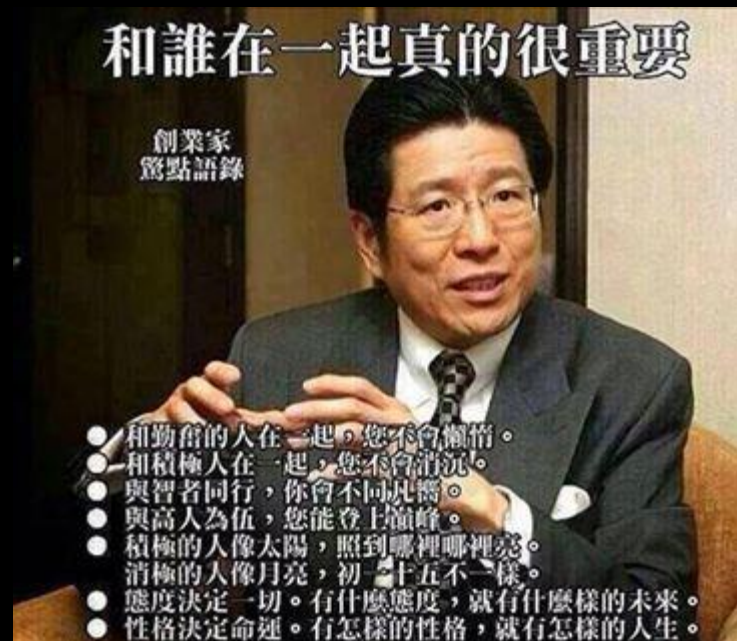 和誰在一起真的很重要
創業家
驚點語錄
● 和勤奮的人在一起，您不會懶惰。
● 和積極人在一起，您不會消沉。
● 與智者同行，你會不同凡嚮。
● 與高人為伍，您能登上巔峰。
● 積極的人像太陽，照到哪裡哪裡亮。
消極的人像月亮，初一十五不一樣。
● 態度決定一切。有什麼態度，就有什麼樣的未來。
● 性格決定命運。有怎樣的性格，就有怎樣的人生。